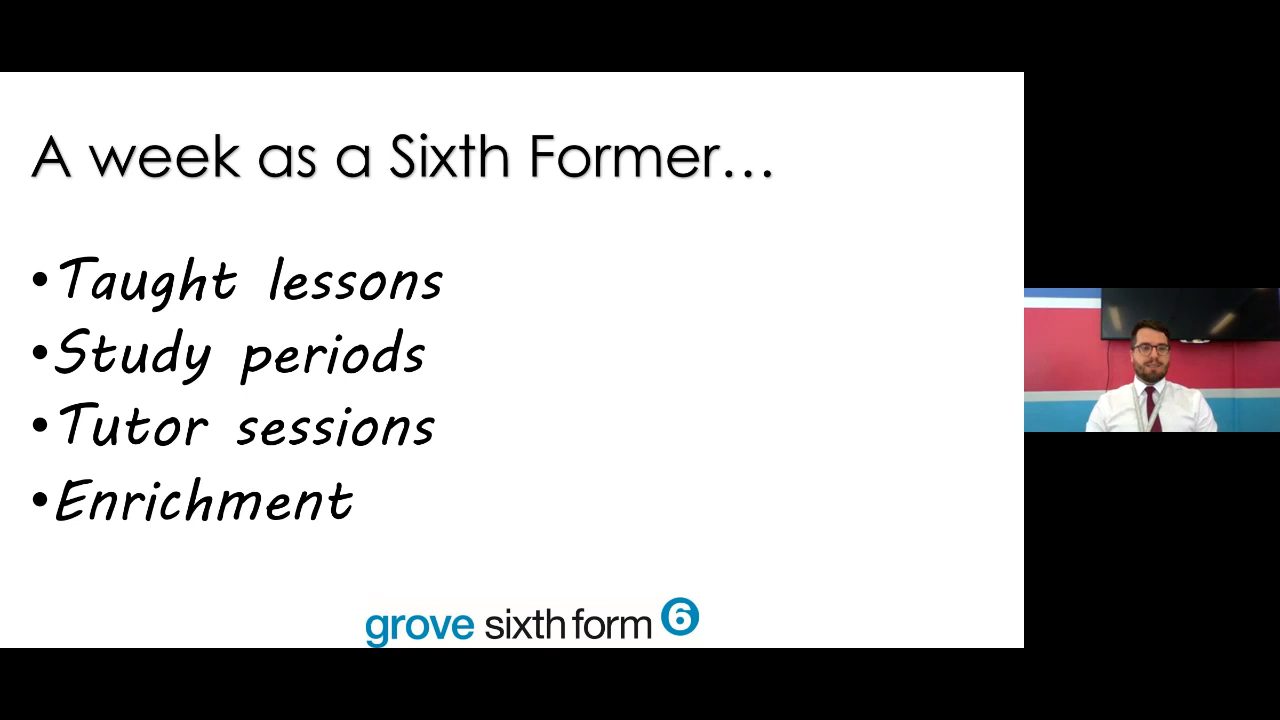 A week as a Sixth Former...
•Taught lessons
•Study periods
•Tutor sessions
•Enrichment
grove sixth form 6